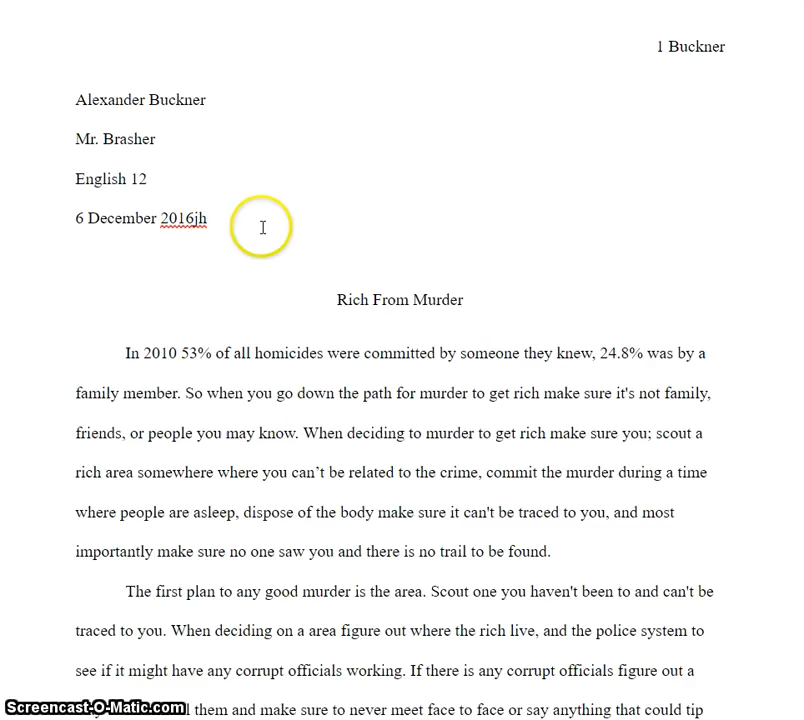 1 Buckner
Alexander Buckner
Mr. Brasher
English 12
6 December 2016jh
Rich From Murder
In 2010 53% of all homicides were committed by someone they knew, 24.8% was by a
family member. So when you go down the path for murder to get rich make sure it's not family,
friends, or people you may know. When deciding to murder to get rich make sure you; scout a
rich area somewhere where you can’t be related to the crime, commit the murder during a time
where people are asleep, dispose of the body make sure it can't be traced to you, and most
importantly make sure no one saw you and there is no trail to be found.
The first plan to any good murder is the area. Scout one you haven't been to and can't be
traced to you. When deciding on a area figure out where the rich live, and the police system to
see if it might have any corrupt officials working. If there is any corrupt officials figure out a
them and make sure to never meet face to face or say anything that could tip
Screencast-O-Matic.com